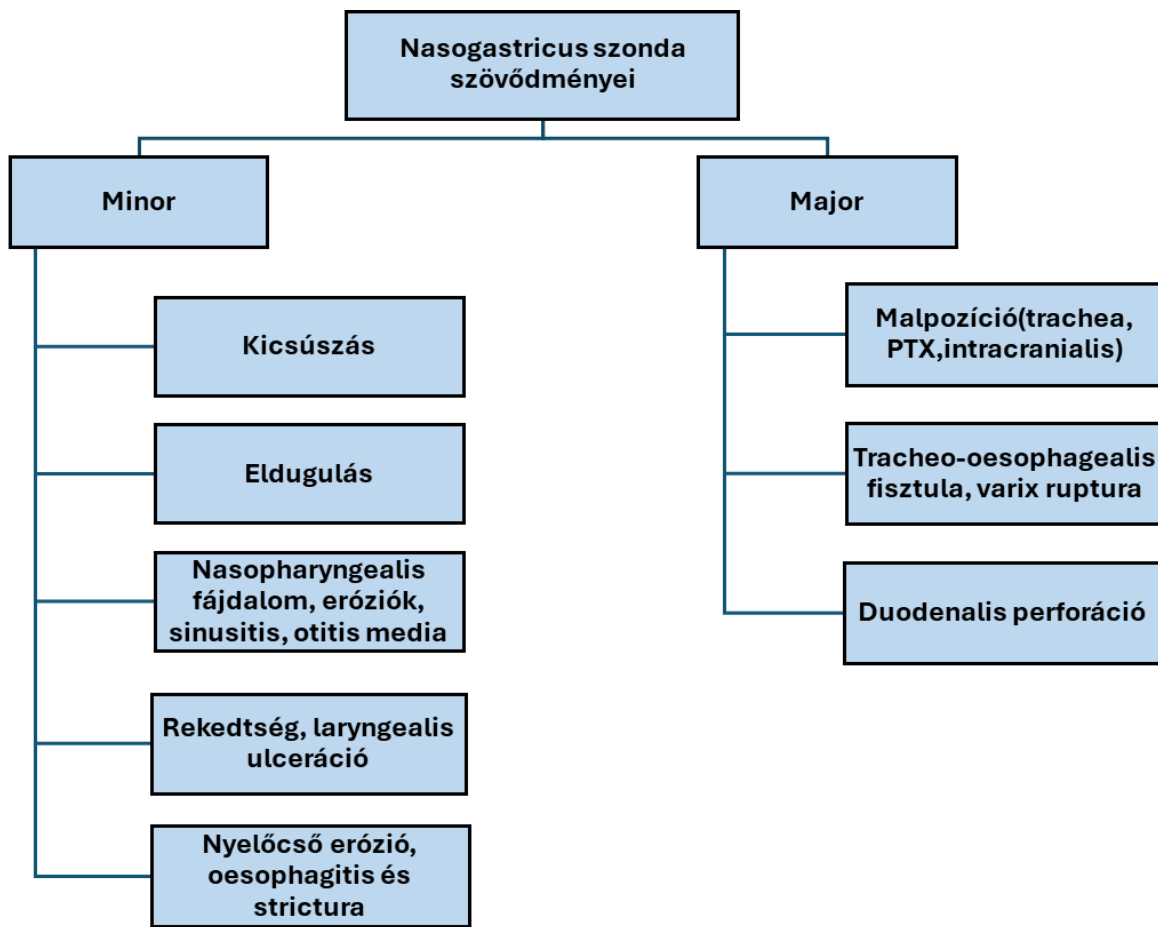 Nasogastricus szonda
szövődményei
Minor
Major
Kicsúszás
Eldugulás
Nasopharyngealis
fájdalom, eróziók,
sinusitis, otitis media
Rekedtség, laryngealis
ulceráció
Nyelőcső erózió,
oesophagitis és
strictura
Malpozíció(trachea,
PTX,intracranialis)
Tracheo-oesophagealis
fisztula, varix ruptura
Duodenalis perforáció